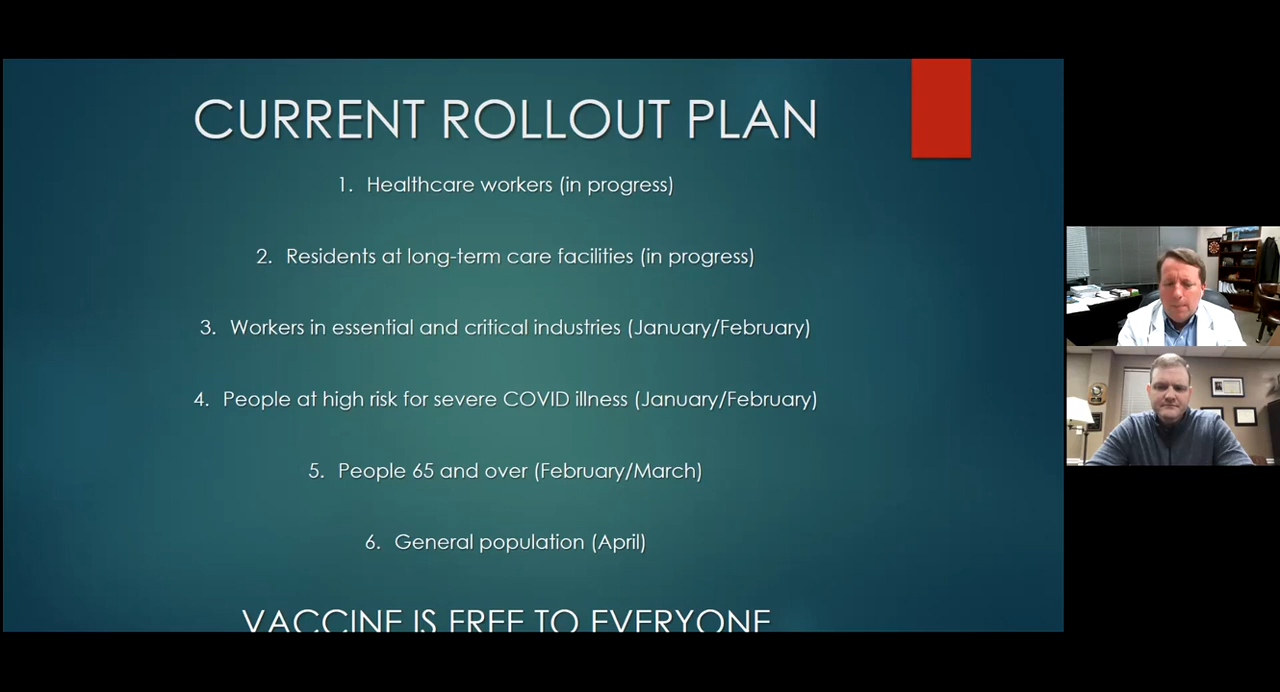 CURRENT ROLLOUT PLAN
1. Healthcare workers (in progress)
2. Residents at long-term care facilities (in progress)
3. Workers in essential and critical industries (January/February)
4. People at high risk for severe COVID illness (January/February)
5. People 65 and over (February/March)
6. General population (April)
VACCINE IS FREE TO EVERYONE